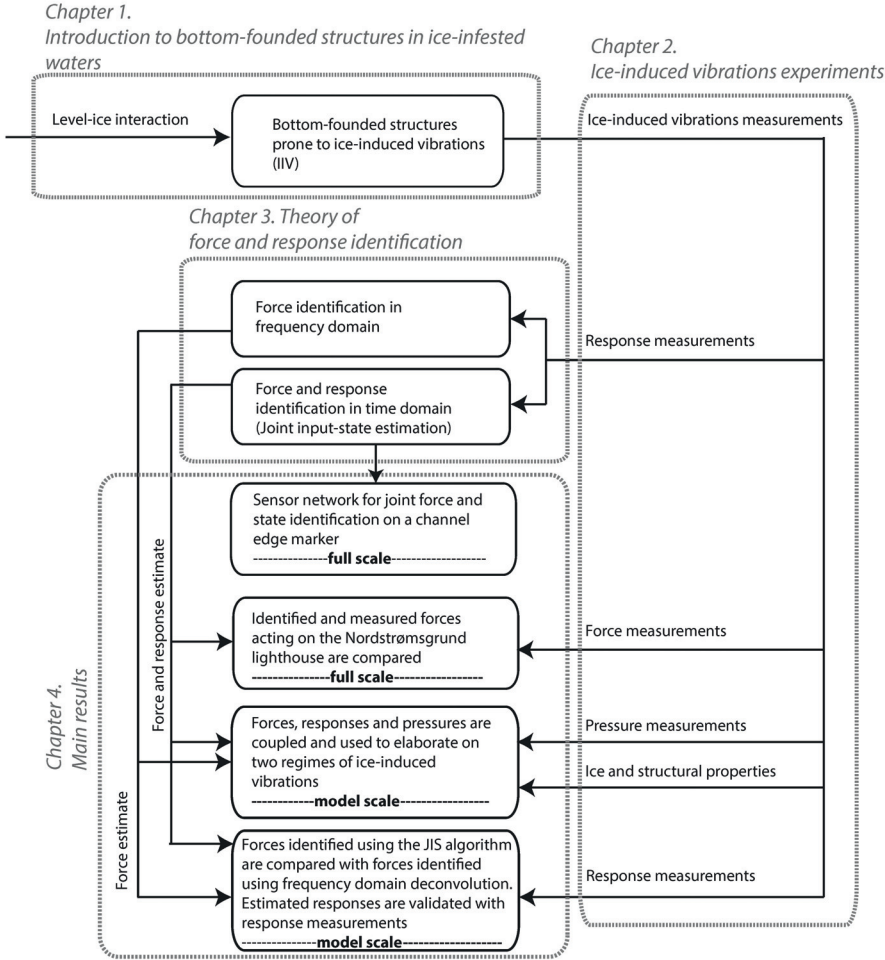 Chapter 1.
Introduction to bottom-founded structures in ice-infested
waters
Chapter 2.
Ice-induced vibrations experiments
Level-ice interaction
Bottom-founded structures
prone to ice-induced vibrations
(IIV)
Ice-induced vibrations measurements
Chapter 3. Theory of
force and response identification
Force identification in
frequency domain
Response measurements
Force and response
identification in time domain
(Joint input-state estimation)
Chapter 4.
Main results
Force and response estimate
Force estimate
Sensor network for joint force and
state identification on a channel
edge marker
---------------full scale-------------------
Identified and measured forces
acting on the Nordstrømsgrund
lighthouse are compared
----------------full scale------------------
Force measurements
Forces, responses and pressures are
coupled and used to elaborate on
two regimes of ice-induced
vibrations
-------------model scale------------------
Pressure measurements
Ice and structural properties
Forces identified using the JIS algorithm
are compared with forces identified
using frequency domain deconvolution.
Estimated responses are validated with
response measurements
---------------model scale--------------------
Response measurements